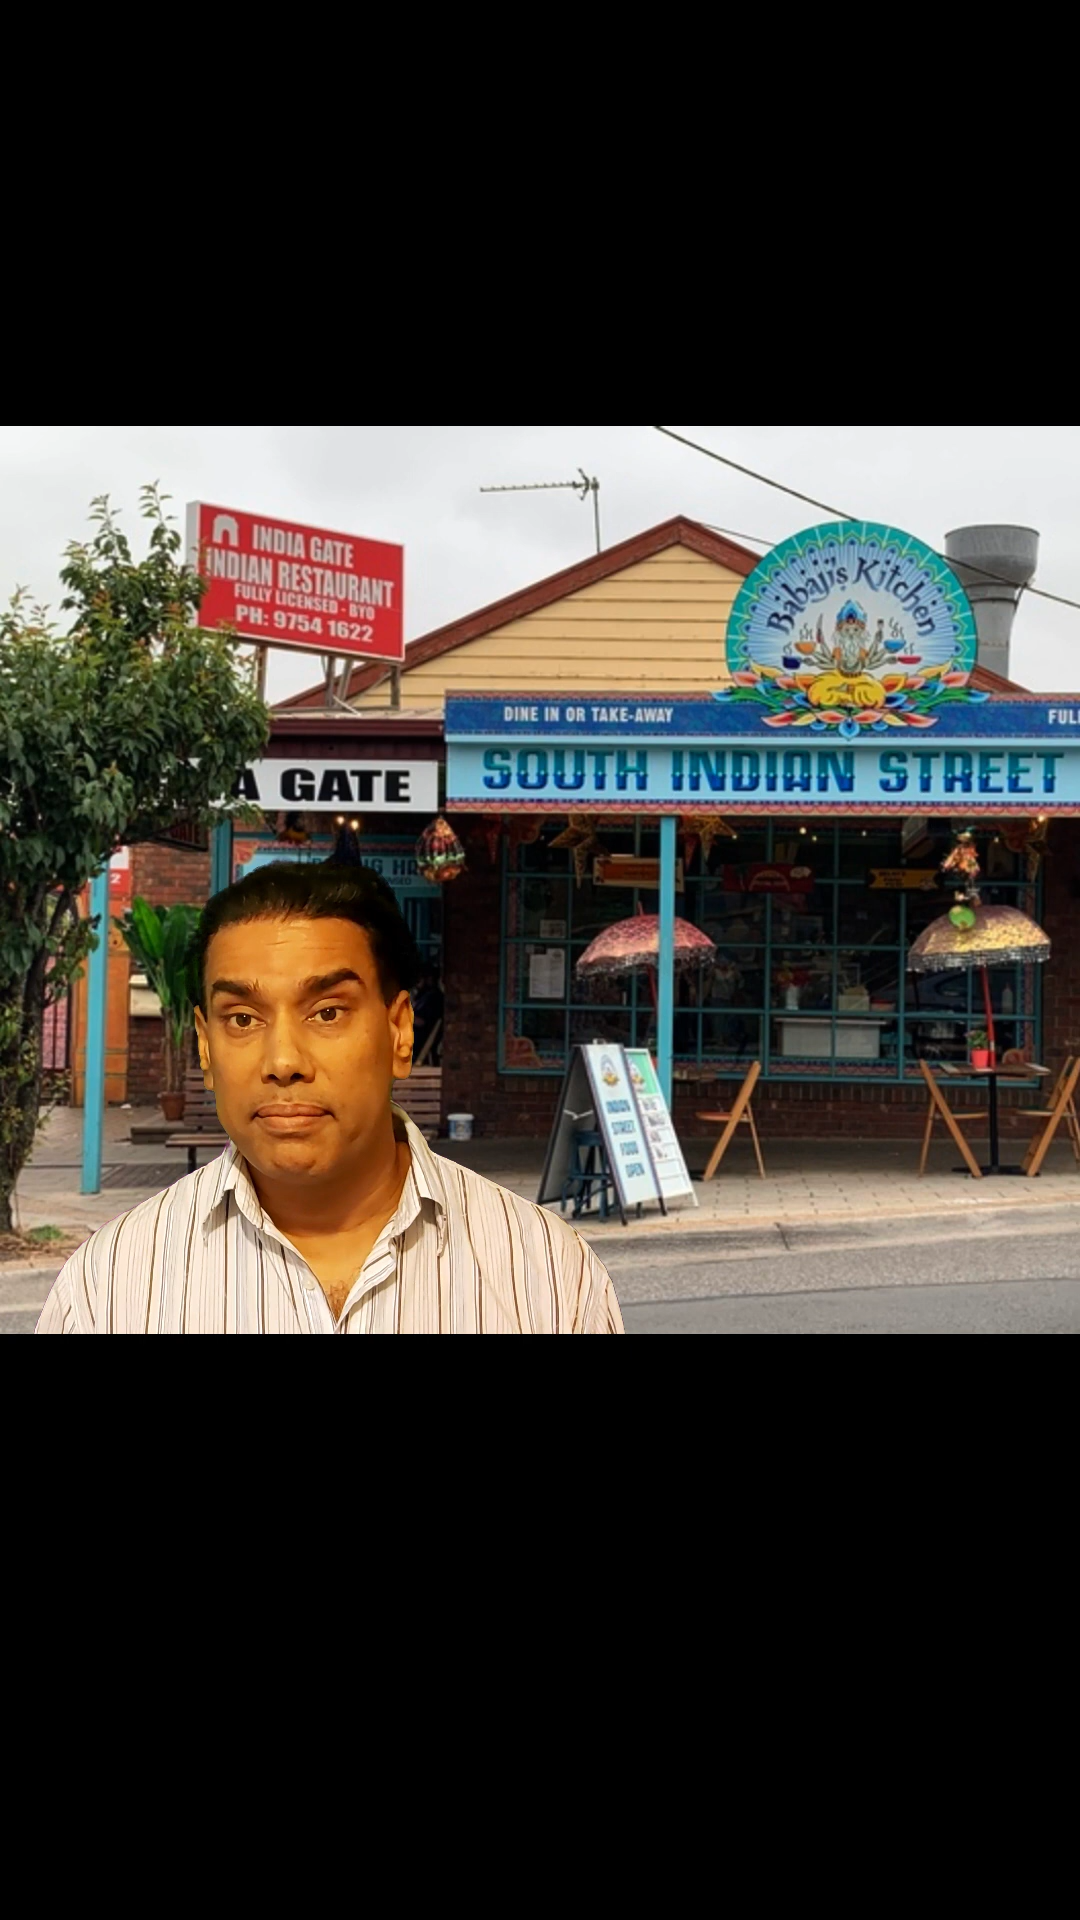 INDIA GATE
INDIAN RESTAURANT
FULLY LICENSED - BYO
PH: 9754 1622
Babaji's Kitchen
DINE IN OR TAKE-AWAY
SOUTH INDIAN STREET
GATE
INDIAN
STREET
FOOD
OPEN